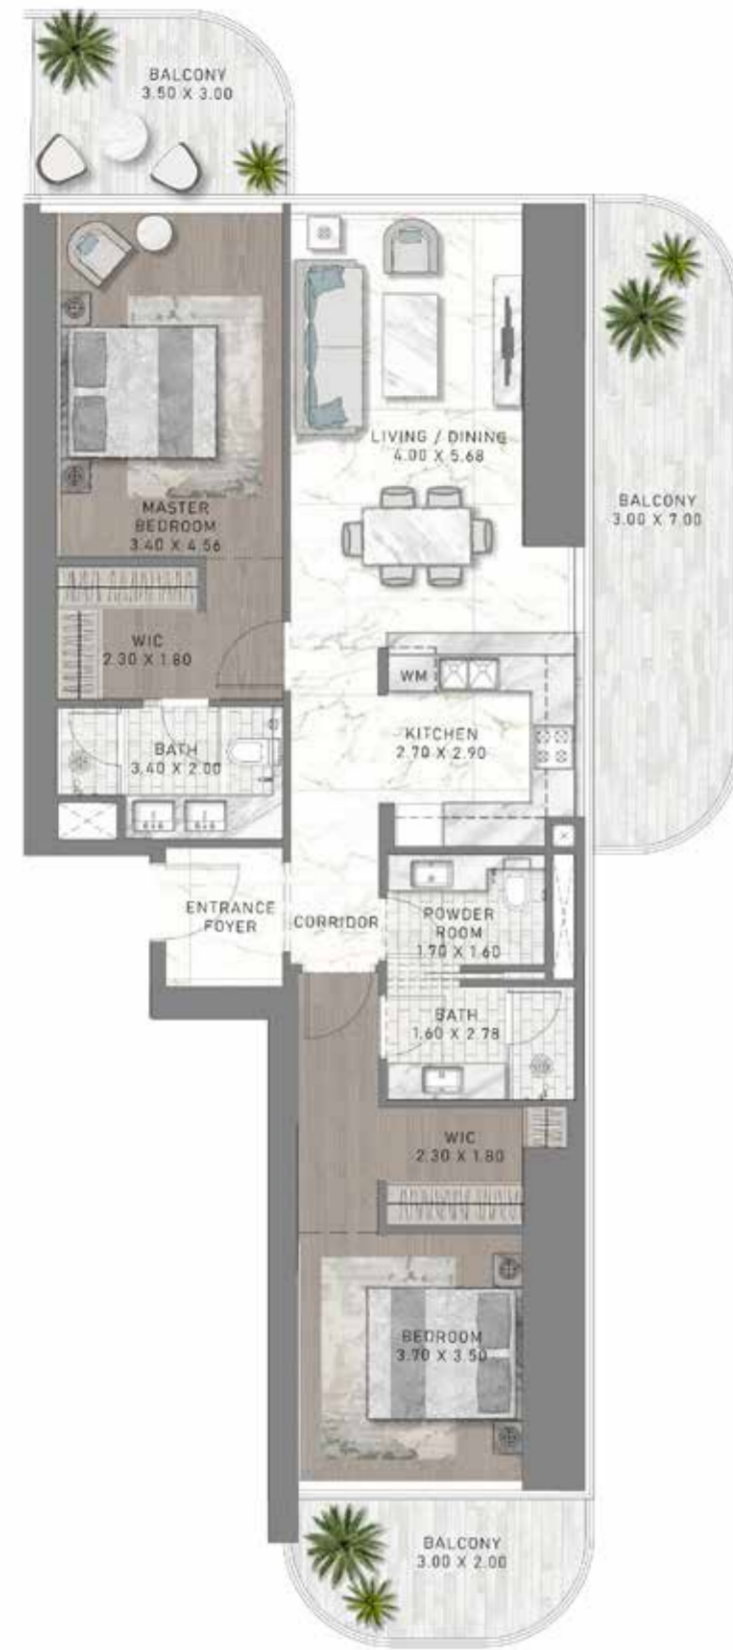 BALCONY
3.50 X 3.00
LIVING / DINING
4.00 X 5.68
MASTER
BEDROOM
3.40 X 4.56
BALCONY
3.00 X 7.00
WIC
2.30 X 1.80
WM
KITCHEN
2.70 X 2.90
BATH
3.40 X 2.00
ENTRANCE
FOYER
CORRIDOR
POWDER
ROOM
1.70 X 1.60
BATH
1.60 X 2.78
WIC
2.30 X 1.80
BEDROOM
3.70 X 3.50
BALCONY
3.00 X 2.00